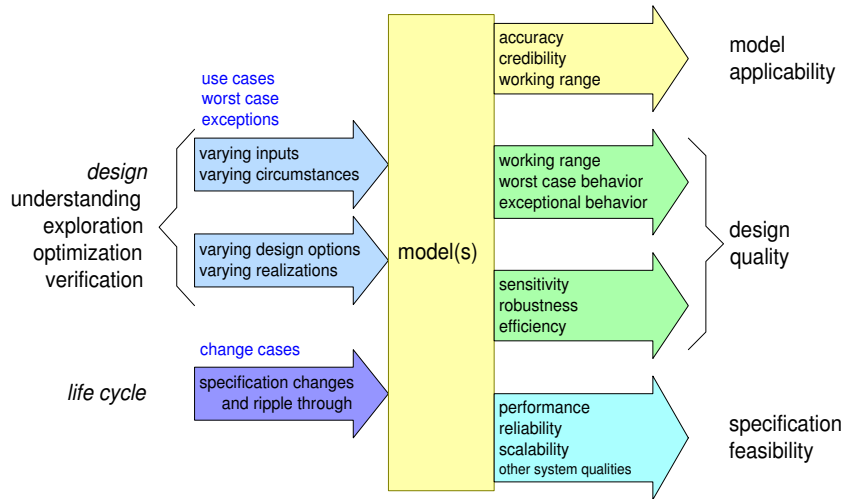 use cases
worst case
exceptions
design
understanding
exploration
optimization
verification
varying inputs
varying circumstances
varying design options
varying realizations
change cases
life cycle
specification changes
and ripple through
model(s)
accuracy
credibility
working range
model
applicability
working range
worst case behavior
exceptional behavior
sensitivity
robustness
efficiency
design
quality
performance
reliability
scalability
other system qualities
specification
feasibility